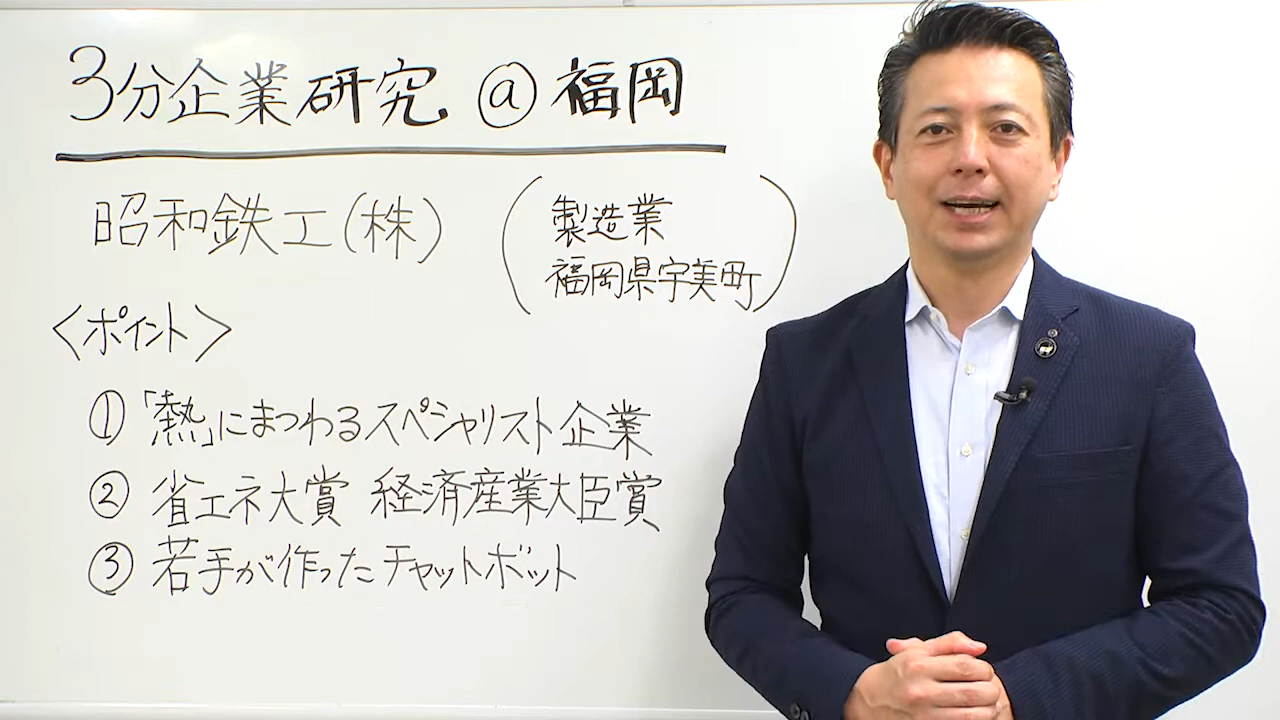 3分企業研究 @ 福岡
昭和鉄工(株)
(製造業
福岡県宇美町)
<ポイント>
① 「熱」にまつわるスペシャリスト企業
② 省エネ大賞 経済産業大臣賞
③ 若手が作ったチャットボット